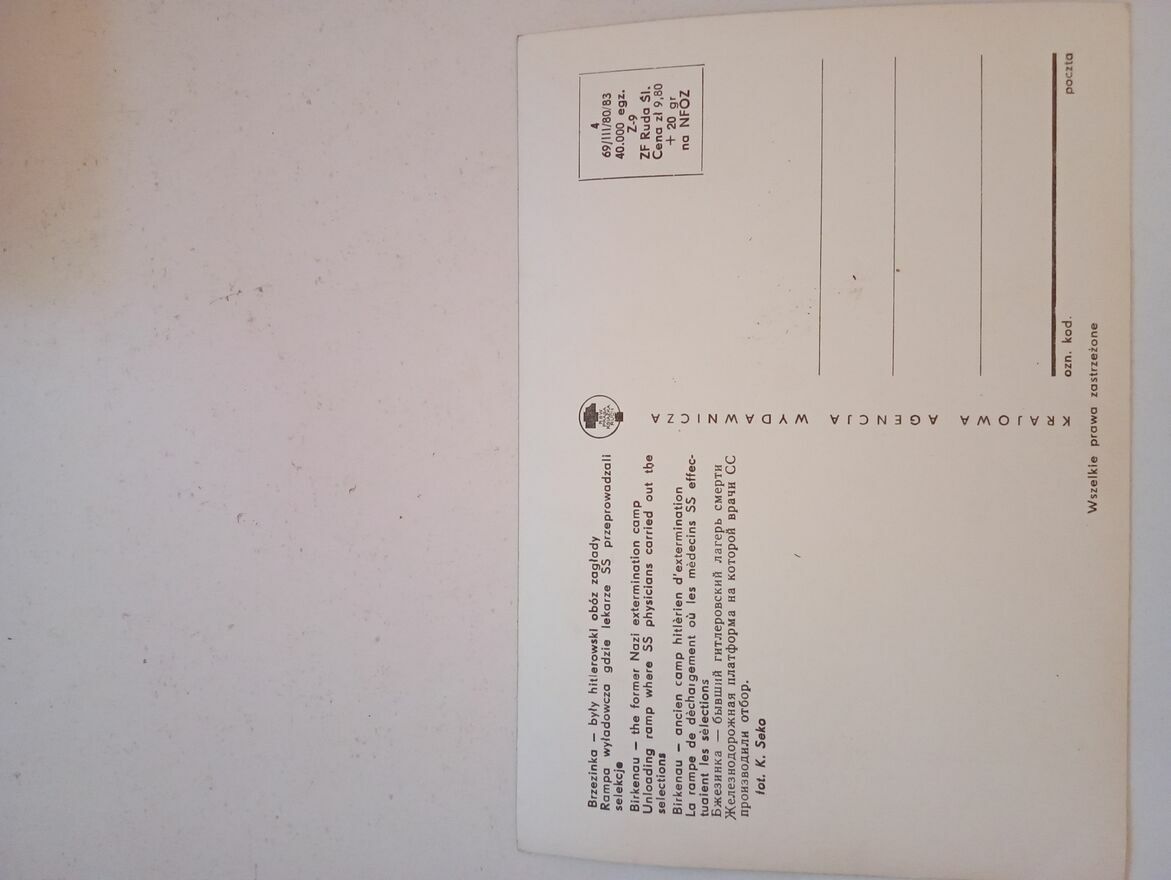 Brzezinka – były hitlerowski obóz zagłady
Rampa wyładowcza gdzie lekarze SS przeprowadzali
selekcje
Birkenau – the former Nazi extermination camp
Unloading ramp where SS physicians carried out the
selections
Birkenau – ancien camp hitlèrien d'extermination
La rampe de dèchargement où les mèdecins SS effec-
tuaient les sèlections
Бжезинка — бывший гитлеровский лагерь смерти
Железнодорожная платформа на которой врачи СС
производили отбор.
fot. K. Seko
KRAJOWA AGENCJA WYDAWNICZA
4
69/III/80/83
40.000 egz.
Z-9
ZF Ruda Śl.
Cena zł 9,80
+ 20 gr
na NFOZ
ozn. kod. poczta
Wszelkie prawa zastrzeżone